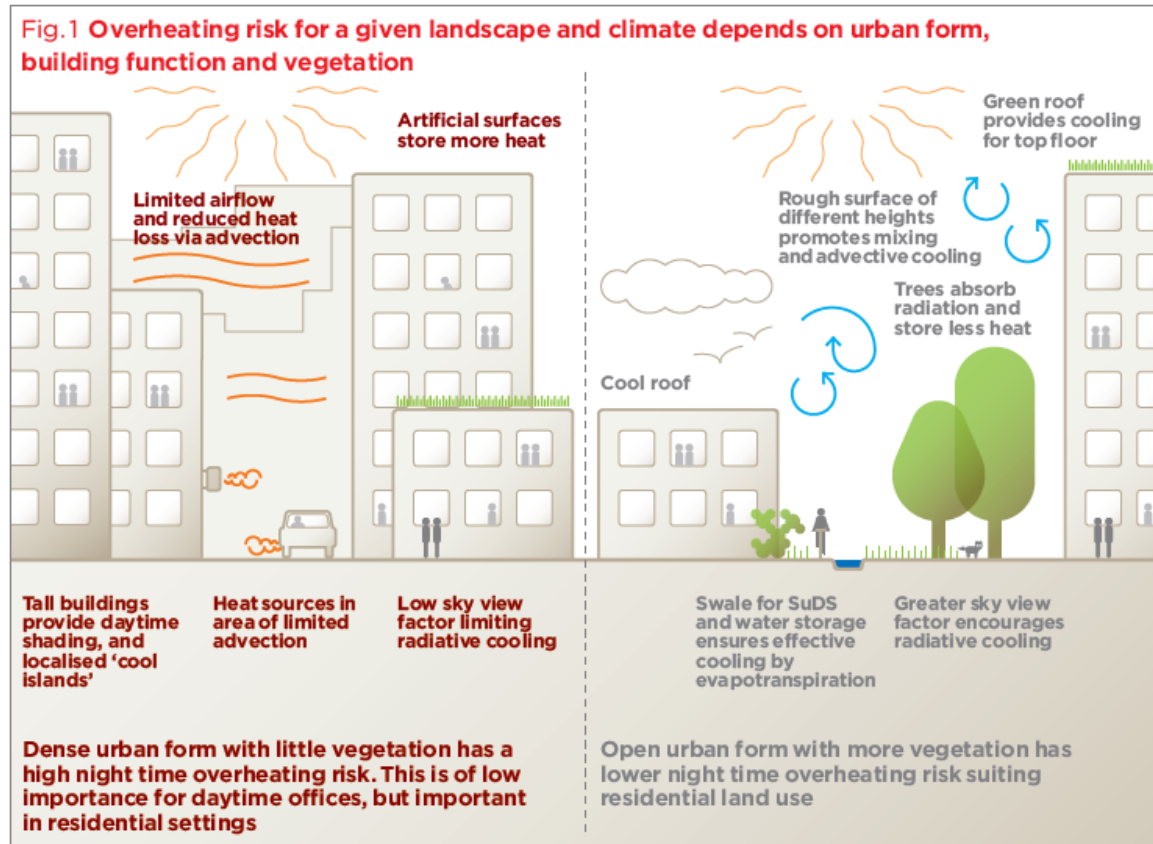 Fig.1 Overheating risk for a given landscape and climate depends on urban form,
building function and vegetation
Artificial surfaces
store more heat
Limited airflow
and reduced heat
loss via advection
Tall buildings
provide daytime
shading, and
localised ‘cool
islands’
Heat sources in
area of limited
advection
Low sky view
factor limiting
radiative cooling
Dense urban form with little vegetation has a
high night time overheating risk. This is of low
importance for daytime offices, but important
in residential settings
Green roof
provides cooling
for top floor
Rough surface of
different heights
promotes mixing
and advective cooling
Trees absorb
radiation and
store less heat
Cool roof
Swale for SuDS
and water storage
ensures effective
cooling by
evapotranspiration
Greater sky view
factor encourages
radiative cooling
Open urban form with more vegetation has
lower night time overheating risk suiting
residential land use